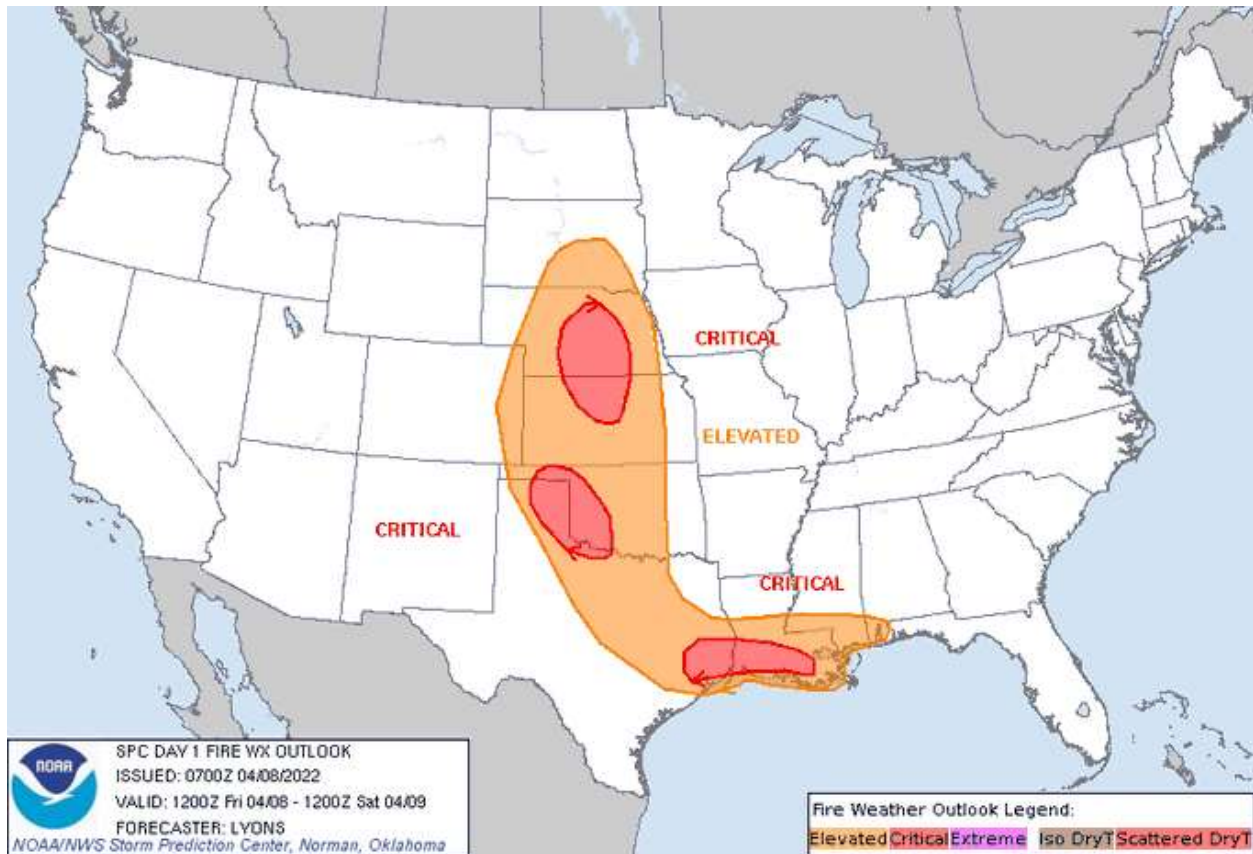 CRITICAL
ELEVATED
CRITICAL
CRITICAL
NOAA
SPC DAY 1 FIRE WX OUTLOOK
ISSUED: 0700Z 04/08/2022
VALID: 1200Z Fri 04/08 - 1200Z Sat 04/09
FORECASTER: LYONS
NOAA/NWS Storm Prediction Center, Norman, Oklahoma
Fire Weather Outlook Legend:
Elevated Critical Extreme Iso DryT Scattered DryT